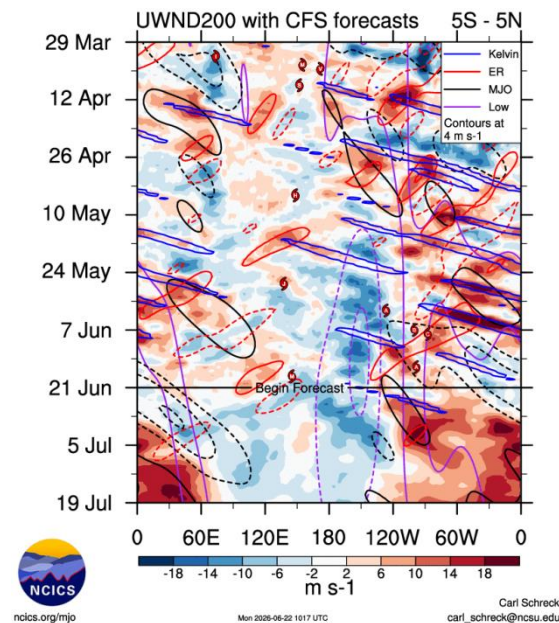 UWND200 with CFS forecasts 5S - 5N
29 Mar
12 Apr
26 Apr
10 May
24 May
7 Jun
21 Jun
5 Jul
19 Jul
Kelvin
ER
MJO
Low
Contours at
4 m s-1
Begin Forecast
0 60E 120E 180 120W 60W 0
-18 -14 -10 -6 -2 2 6 10 14 18
m s-1
NCICS
ncics.org/mjo
Mon 2026-06-22 1017 UTC
Carl Schreck
carl_schreck@ncsu.edu